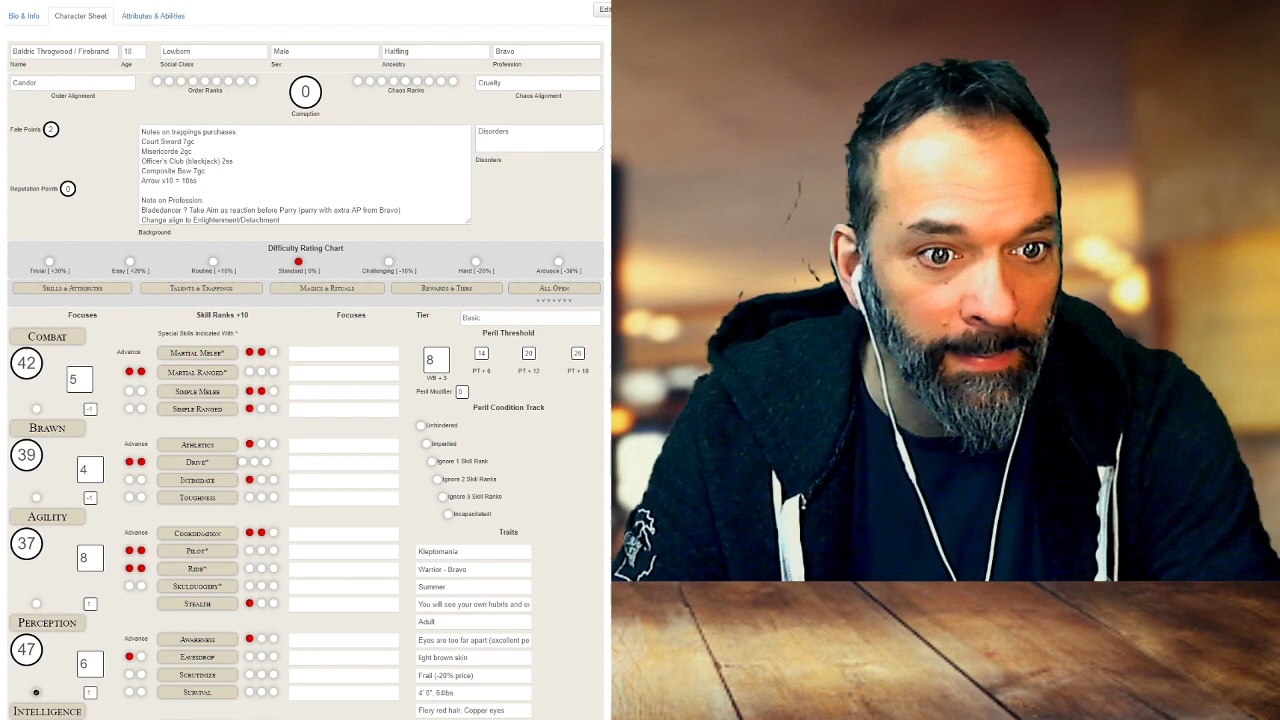 Bio & Info Character Sheet Attributes & Abilities Edit
Baldric Throgwood / Firebrand 18 Lowborn Male Halfling Bravo
Name Age Social Class Sex Ancestry Profession
Candor 0 Cruelty
Order Alignment Order Ranks Corruption Chaos Ranks Chaos Alignment
Fate Points 2
Reputation Points 0
Notes on trappings purchases:
Court Sword 7gc
Misericorde 2gc
Officer's Club (blackjack) 2ss
Composite Bow 7gc
Arrow x10 = 10ss
Note on Profession
Bladedancer ? Take Aim as reaction before Parry (parry with extra AP from Bravo)
Change align to Enlightenment/Detachment
Background
Disorders
Disorders
Difficulty Rating Chart
Trivial [ +30% ] Easy [ +20% ] Routine [ +10% ] Standard [ 0% ] Challenging [ -10% ] Hard [ -20% ] Arduous [ -30% ]
Skills & Attributes Talents & Trappings Magics & Rituals Rewards & Tiers All Open
v v v v v v v
Focuses Skill Ranks +10 Focuses Tier: Basic
Special Skills Indicated With *
Combat
42
5
-1
Advance
Martial Melee*
Martial Ranged*
Simple Melee
Simple Ranged
Brawn
39
4
-1
Advance
Athletics
Drive*
Intimidate
Toughness
Agility
37
8
1
Advance
Coordination
Pilot*
Ride*
Skulduggery*
Stealth
Perception
47
6
1
Advance
Awareness
Eavesdrop
Scrutinize
Survival
Intelligence
Peril Threshold
8 14 20 26
WB + 3 PT + 6 PT + 12 PT + 18
Peril Modifier: 0
Peril Condition Track
Unhindered
Imperiled
Ignore 1 Skill Rank
Ignore 2 Skill Ranks
Ignore 3 Skill Ranks
Incapacitated!
Traits
Kleptomania
Warrior - Bravo
Summer
You will see your own hubris and
Adult
Eyes are too far apart (excellent
light brown skin
Frail (-20% price)
4' 0", 64lbs.
Fiery red hair, Copper eyes